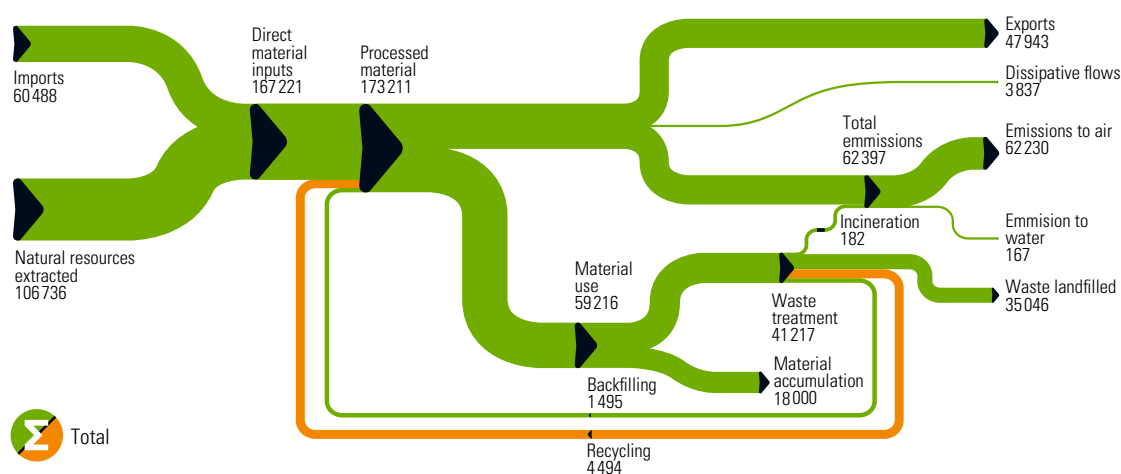 Imports
60 488
Natural resources
extracted
106 736
Direct
material
inputs
167 221
Processed
material
173 211
Exports
47 943
Dissipative flows
3 837
Total
emmissions
62 397
Emissions to air
62 230
Incineration
182
Emmision to
water
167
Material
use
59 216
Waste
treatment
41 217
Waste landfilled
35 046
Material
accumulation
18 000
Backfilling
1 495
Recycling
4 494
Σ
Total